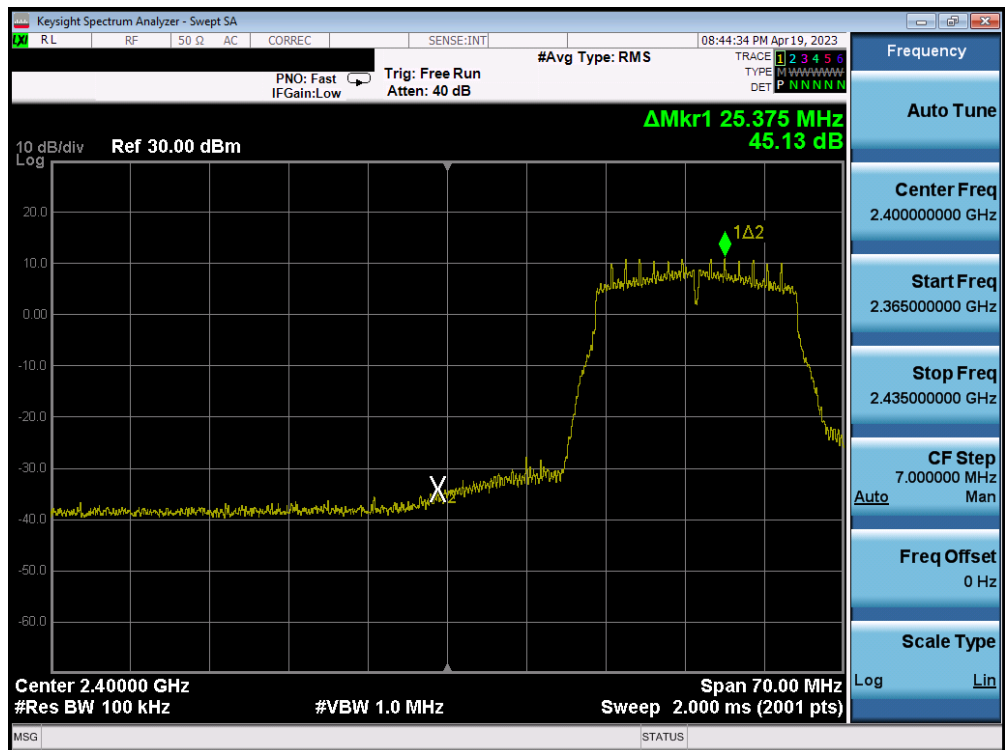 Keysight Spectrum Analyzer - Swept SA
LXI RL RF 50 Ω AC CORREC SENSE:INT 08:44:34 PM Apr 19, 2023
#Avg Type: RMS
TRACE 1 2 3 4 5 6
TYPE M WWWWWW
DET P N N N N N
PNO: Fast
IFGain:Low
Trig: Free Run
Atten: 40 dB
ΔMkr1 25.375 MHz
45.13 dB
10 dB/div Ref 30.00 dBm
Log
20.0
10.0
0.00
-10.0
-20.0
-30.0
-40.0
-50.0
-60.0
1Δ2
X2
Center 2.40000 GHz
Span 70.00 MHz
#Res BW 100 kHz
#VBW 1.0 MHz
Sweep 2.000 ms (2001 pts)
MSG
STATUS
Frequency
Auto Tune
Center Freq
2.400000000 GHz
Start Freq
2.365000000 GHz
Stop Freq
2.435000000 GHz
CF Step
7.000000 MHz
Auto Man
Freq Offset
0 Hz
Scale Type
Log Lin